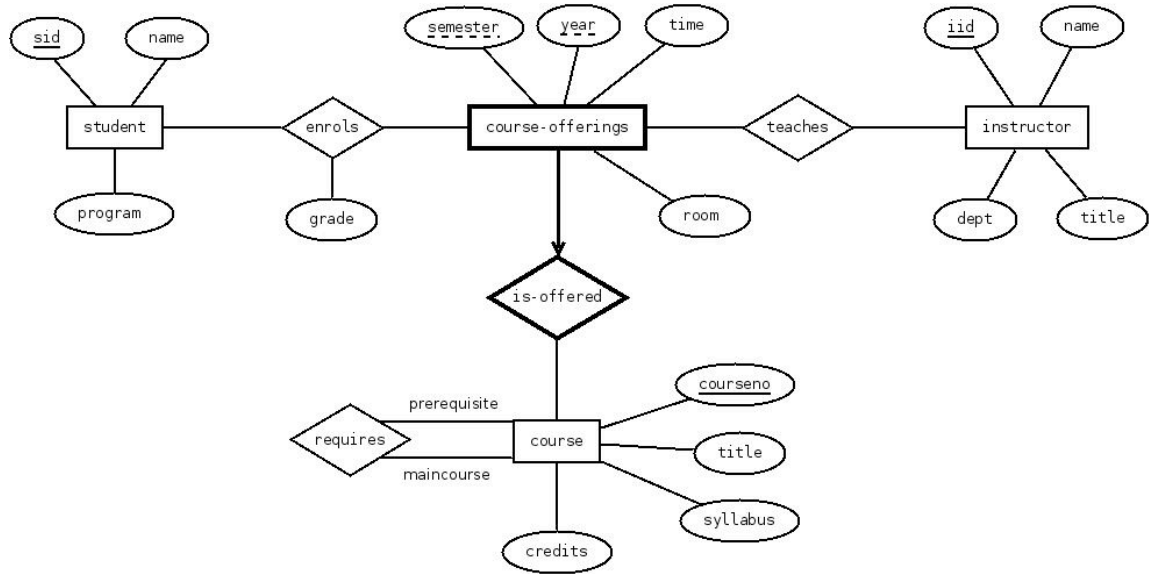 semester
year
time
sid
name
iid
name
student
enrols
course-offerings
teaches
instructor
program
grade
room
dept
title
is-offered
courseno
prerequisite
requires
course
title
maincourse
syllabus
credits